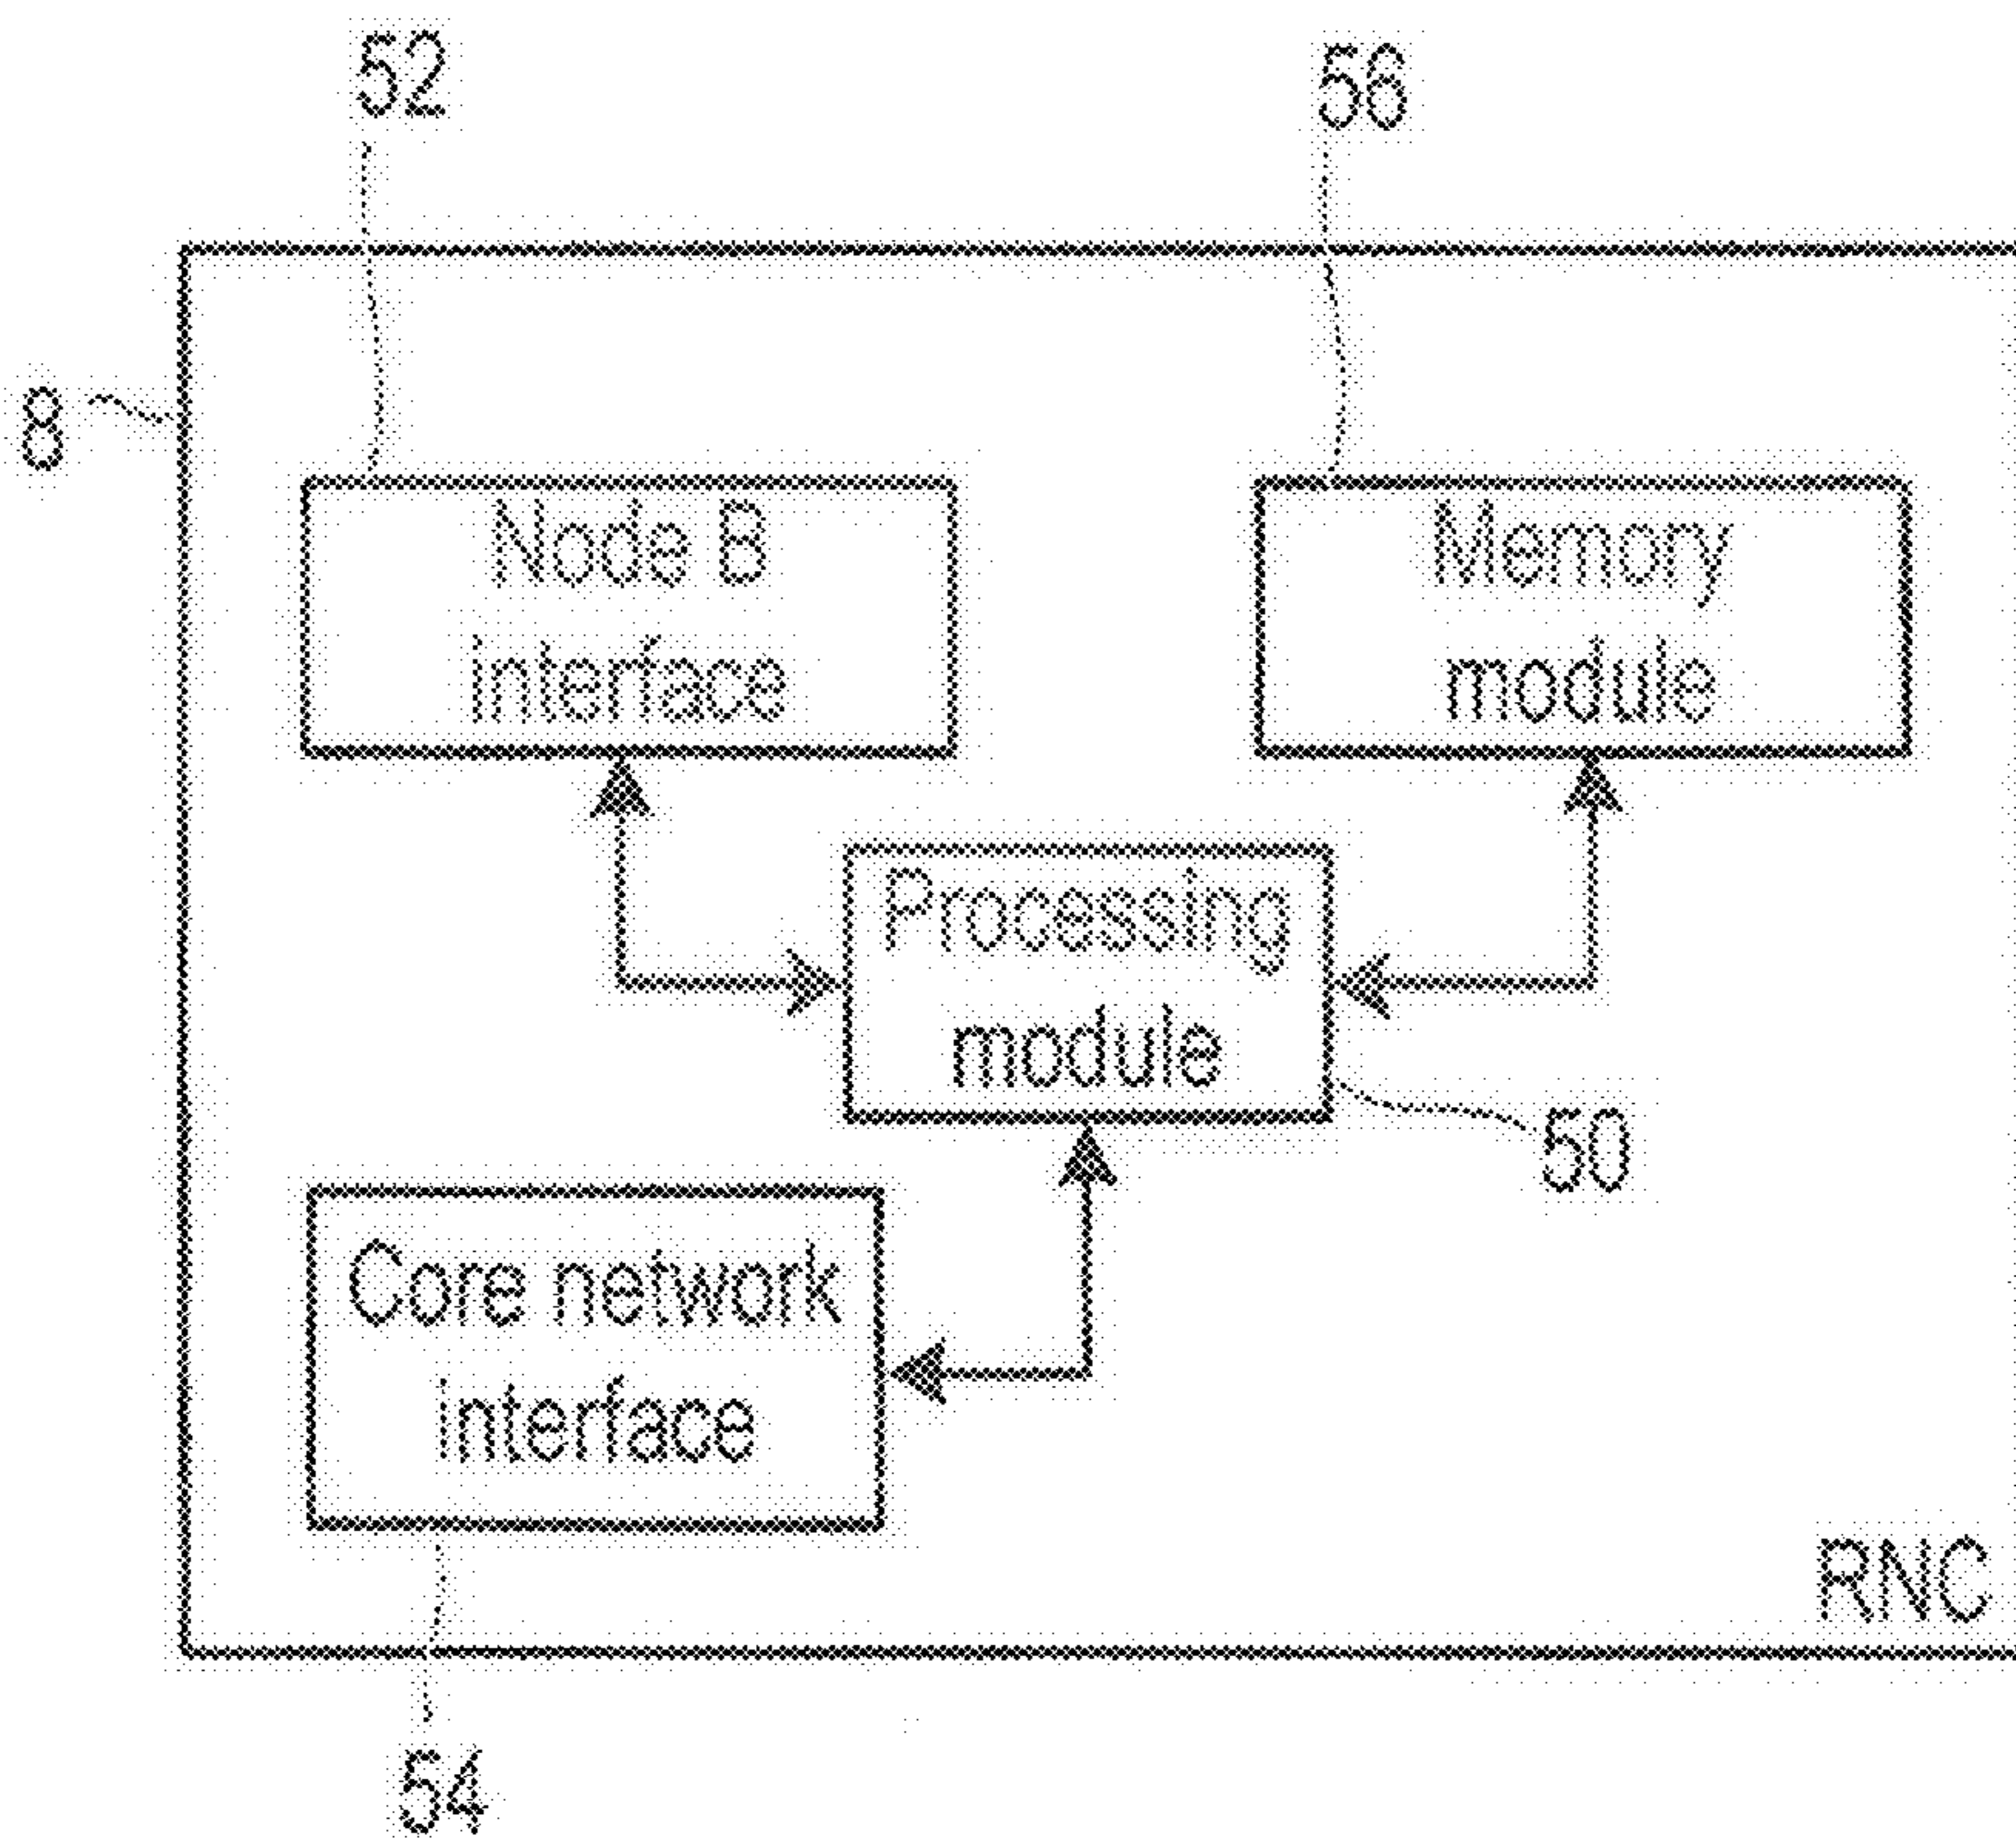 52
56
8
Node B
interface
Memory
module
Processing
module
50
Core network
interface
RNC
54